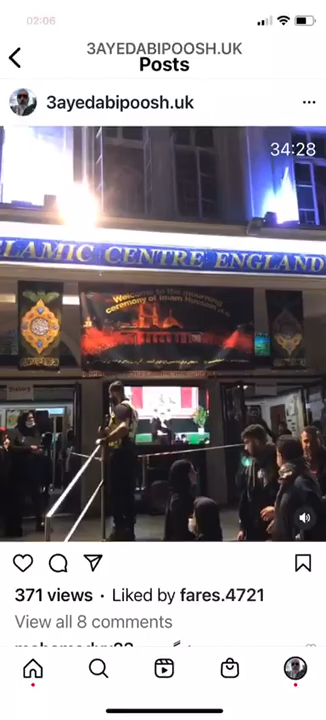 02:06
3AYEDABIPOOSH.UK
Posts
3ayedabipoosh.uk
34:28
LAMIC CENTRE ENGLAND
Welcome to the mourning
ceremony of Imam Hussain
371 views · Liked by fares.4721
View all 8 comments